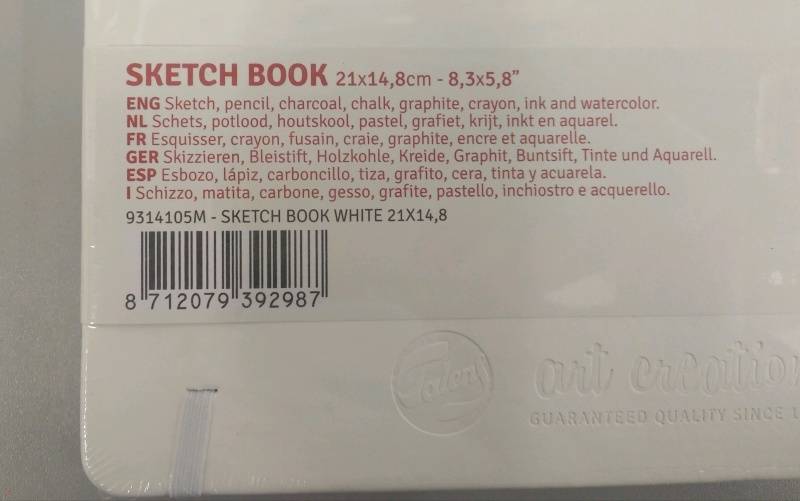 SKETCH BOOK 21x14,8cm - 8,3x5,8”
ENG Sketch, pencil, charcoal, chalk, graphite, crayon, ink and watercolor.
NL Schets, potlood, houtskool, pastel, grafiet, krijt, inkt en aquarel.
FR Esquisser, crayon, fusain, craie, graphite, encre et aquarelle.
GER Skizzieren, Bleistift, Holzkohle, Kreide, Graphit, Buntsift, Tinte und Aquarell.
ESP Esbozo, lápiz, carboncillo, tiza, grafito, cera, tinta y acuarela.
I Schizzo, matita, carbone, gesso, grafite, pastello, inchiostro e acquerello.
9314105M - SKETCH BOOK WHITE 21X14,8
8 712079 392987
Talens art creation
GUARANTEED QUALITY SINCE